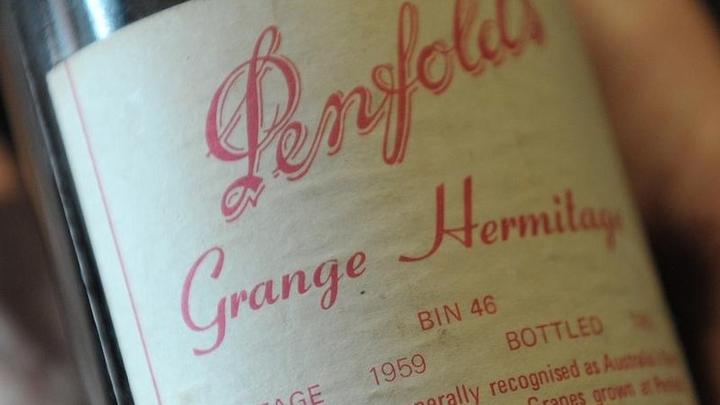 Penfolds
Grange Hermitage
BIN 46
1959 BOTTLED
recognised as
Grapes grown at